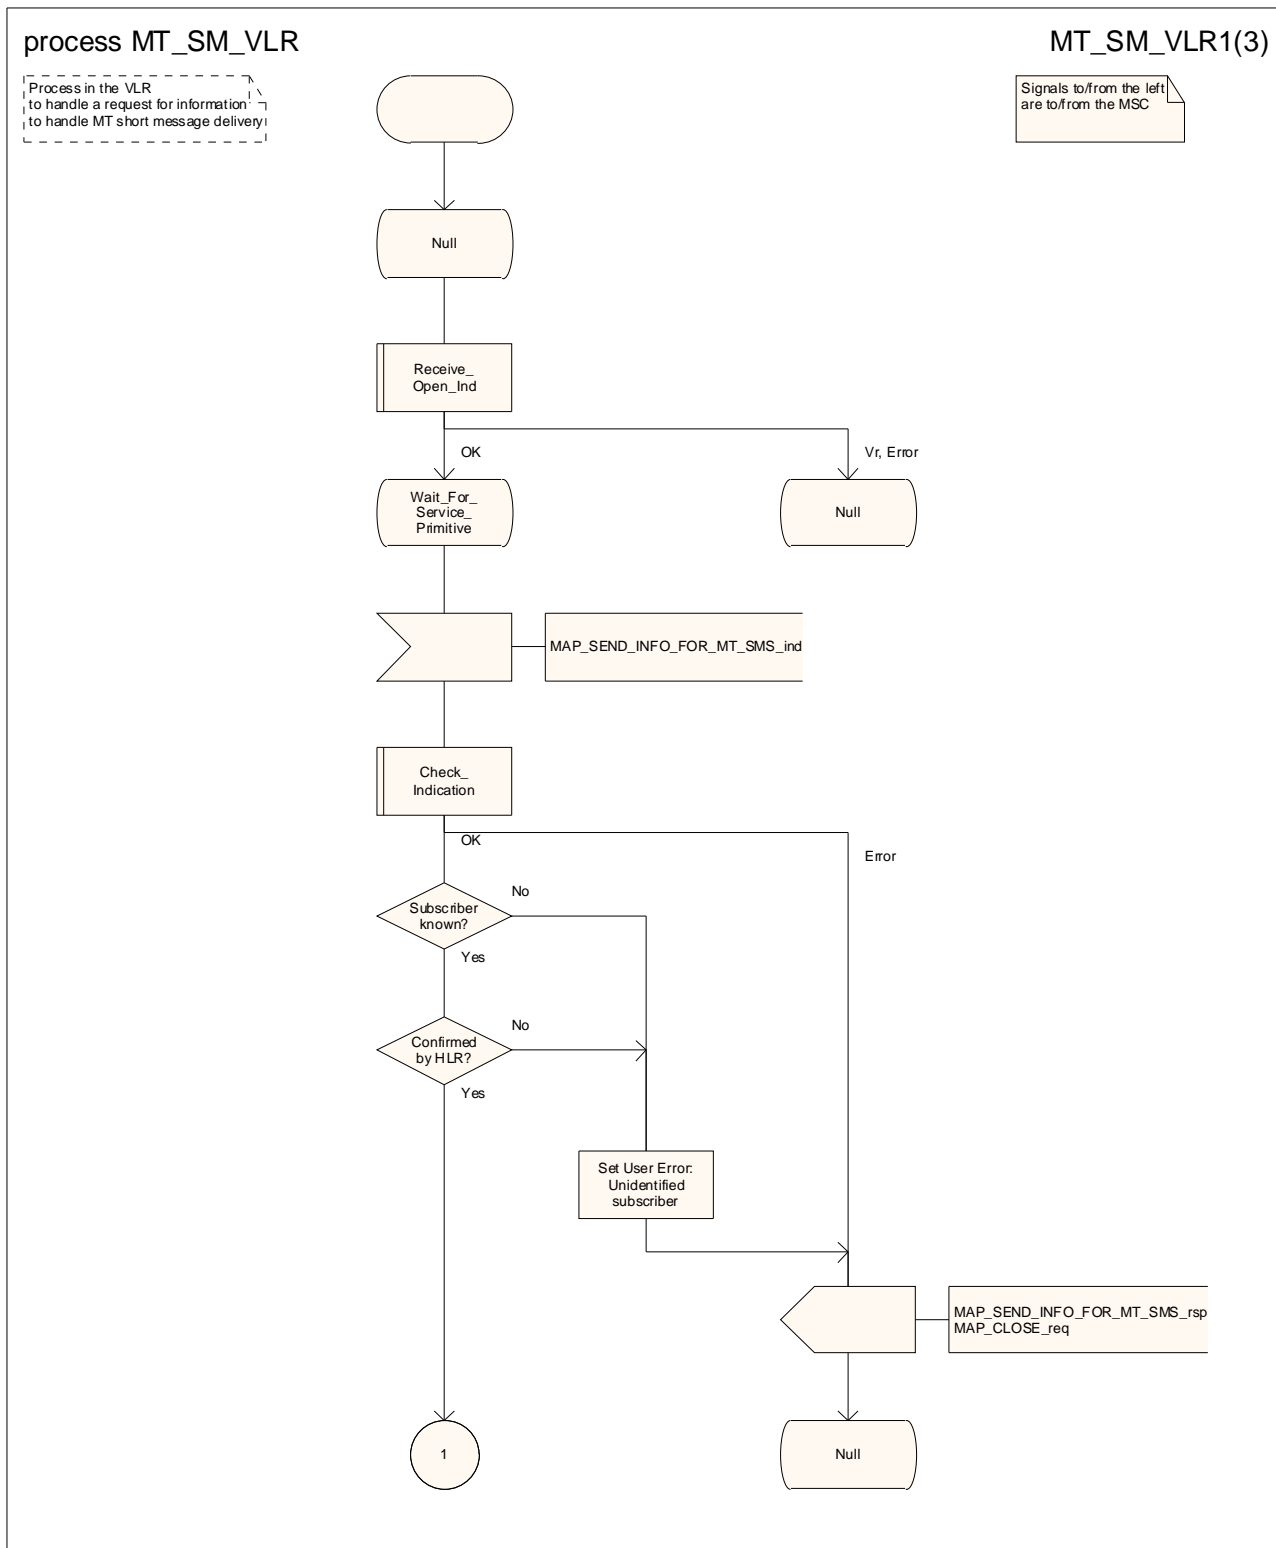 process MT_SM_VLR
MT_SM_VLR1(3)
Process in the VLR
to handle a request for information
to handle MT short message delivery
Signals to/from the left
are to/from the MSC
Null
Receive_
Open_Ind
OK
Vr, Error
Wait_For_
Service_
Primitive
Null
MAP_SEND_INFO_FOR_MT_SMS_ind
Check_
Indication
OK
Error
Subscriber
known?
No
Yes
Confirmed
by HLR?
No
Yes
Set User Error:
Unidentified
subscriber
MAP_SEND_INFO_FOR_MT_SMS_rsp
MAP_CLOSE_req
1
Null